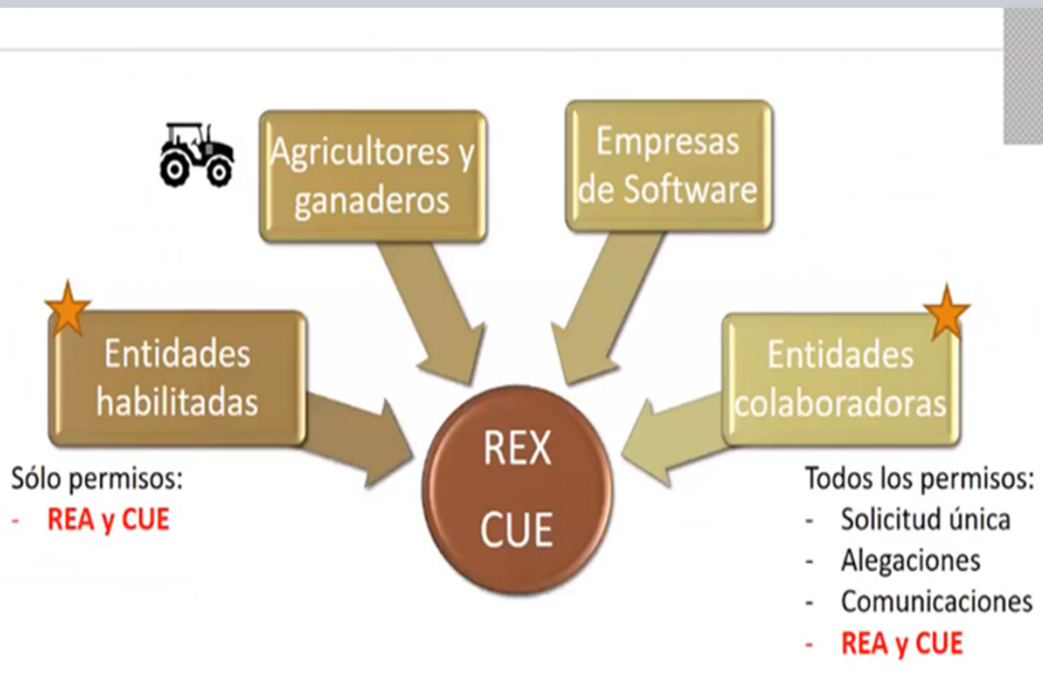 Agricultores y
ganaderos
Empresas
de Software
Entidades
habilitadas
Entidades
colaboradoras
REX
CUE
Sólo permisos:
- REA y CUE
Todos los permisos:
- Solicitud única
- Alegaciones
- Comunicaciones
- REA y CUE